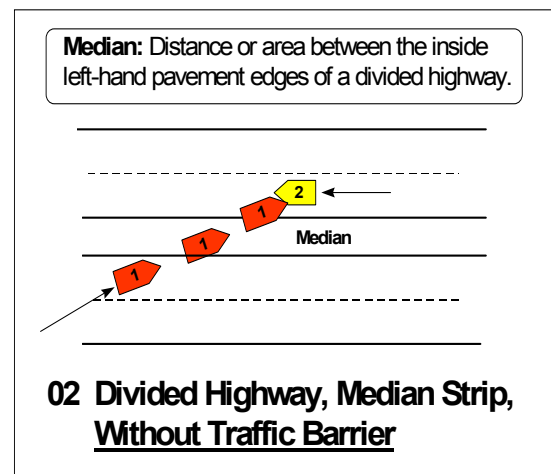 Median: Distance or area between the inside
left-hand pavement edges of a divided highway.
2
1
Median
1
1
02 Divided Highway, Median Strip,
Without Traffic Barrier